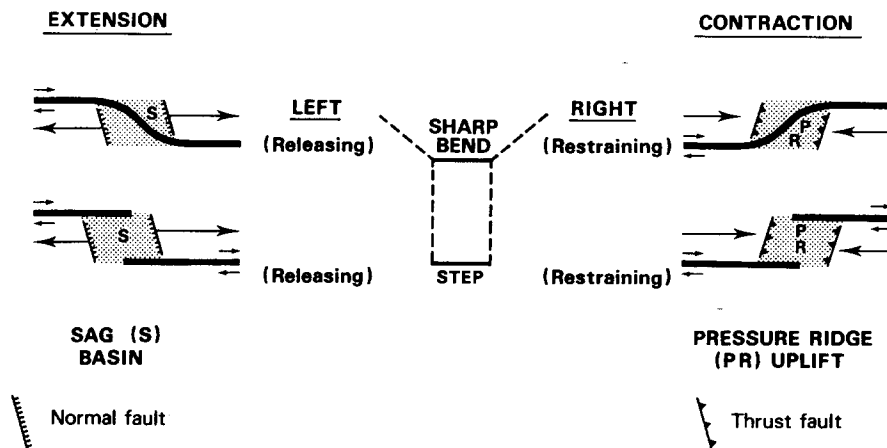 EXTENSION
CONTRACTION
S
LEFT
(Releasing)
SHARP
BEND
RIGHT
(Restraining)
P
R
S
(Releasing)
STEP
(Restraining)
P
R
SAG (S)
BASIN
PRESSURE RIDGE
(PR) UPLIFT
Normal fault
Thrust fault